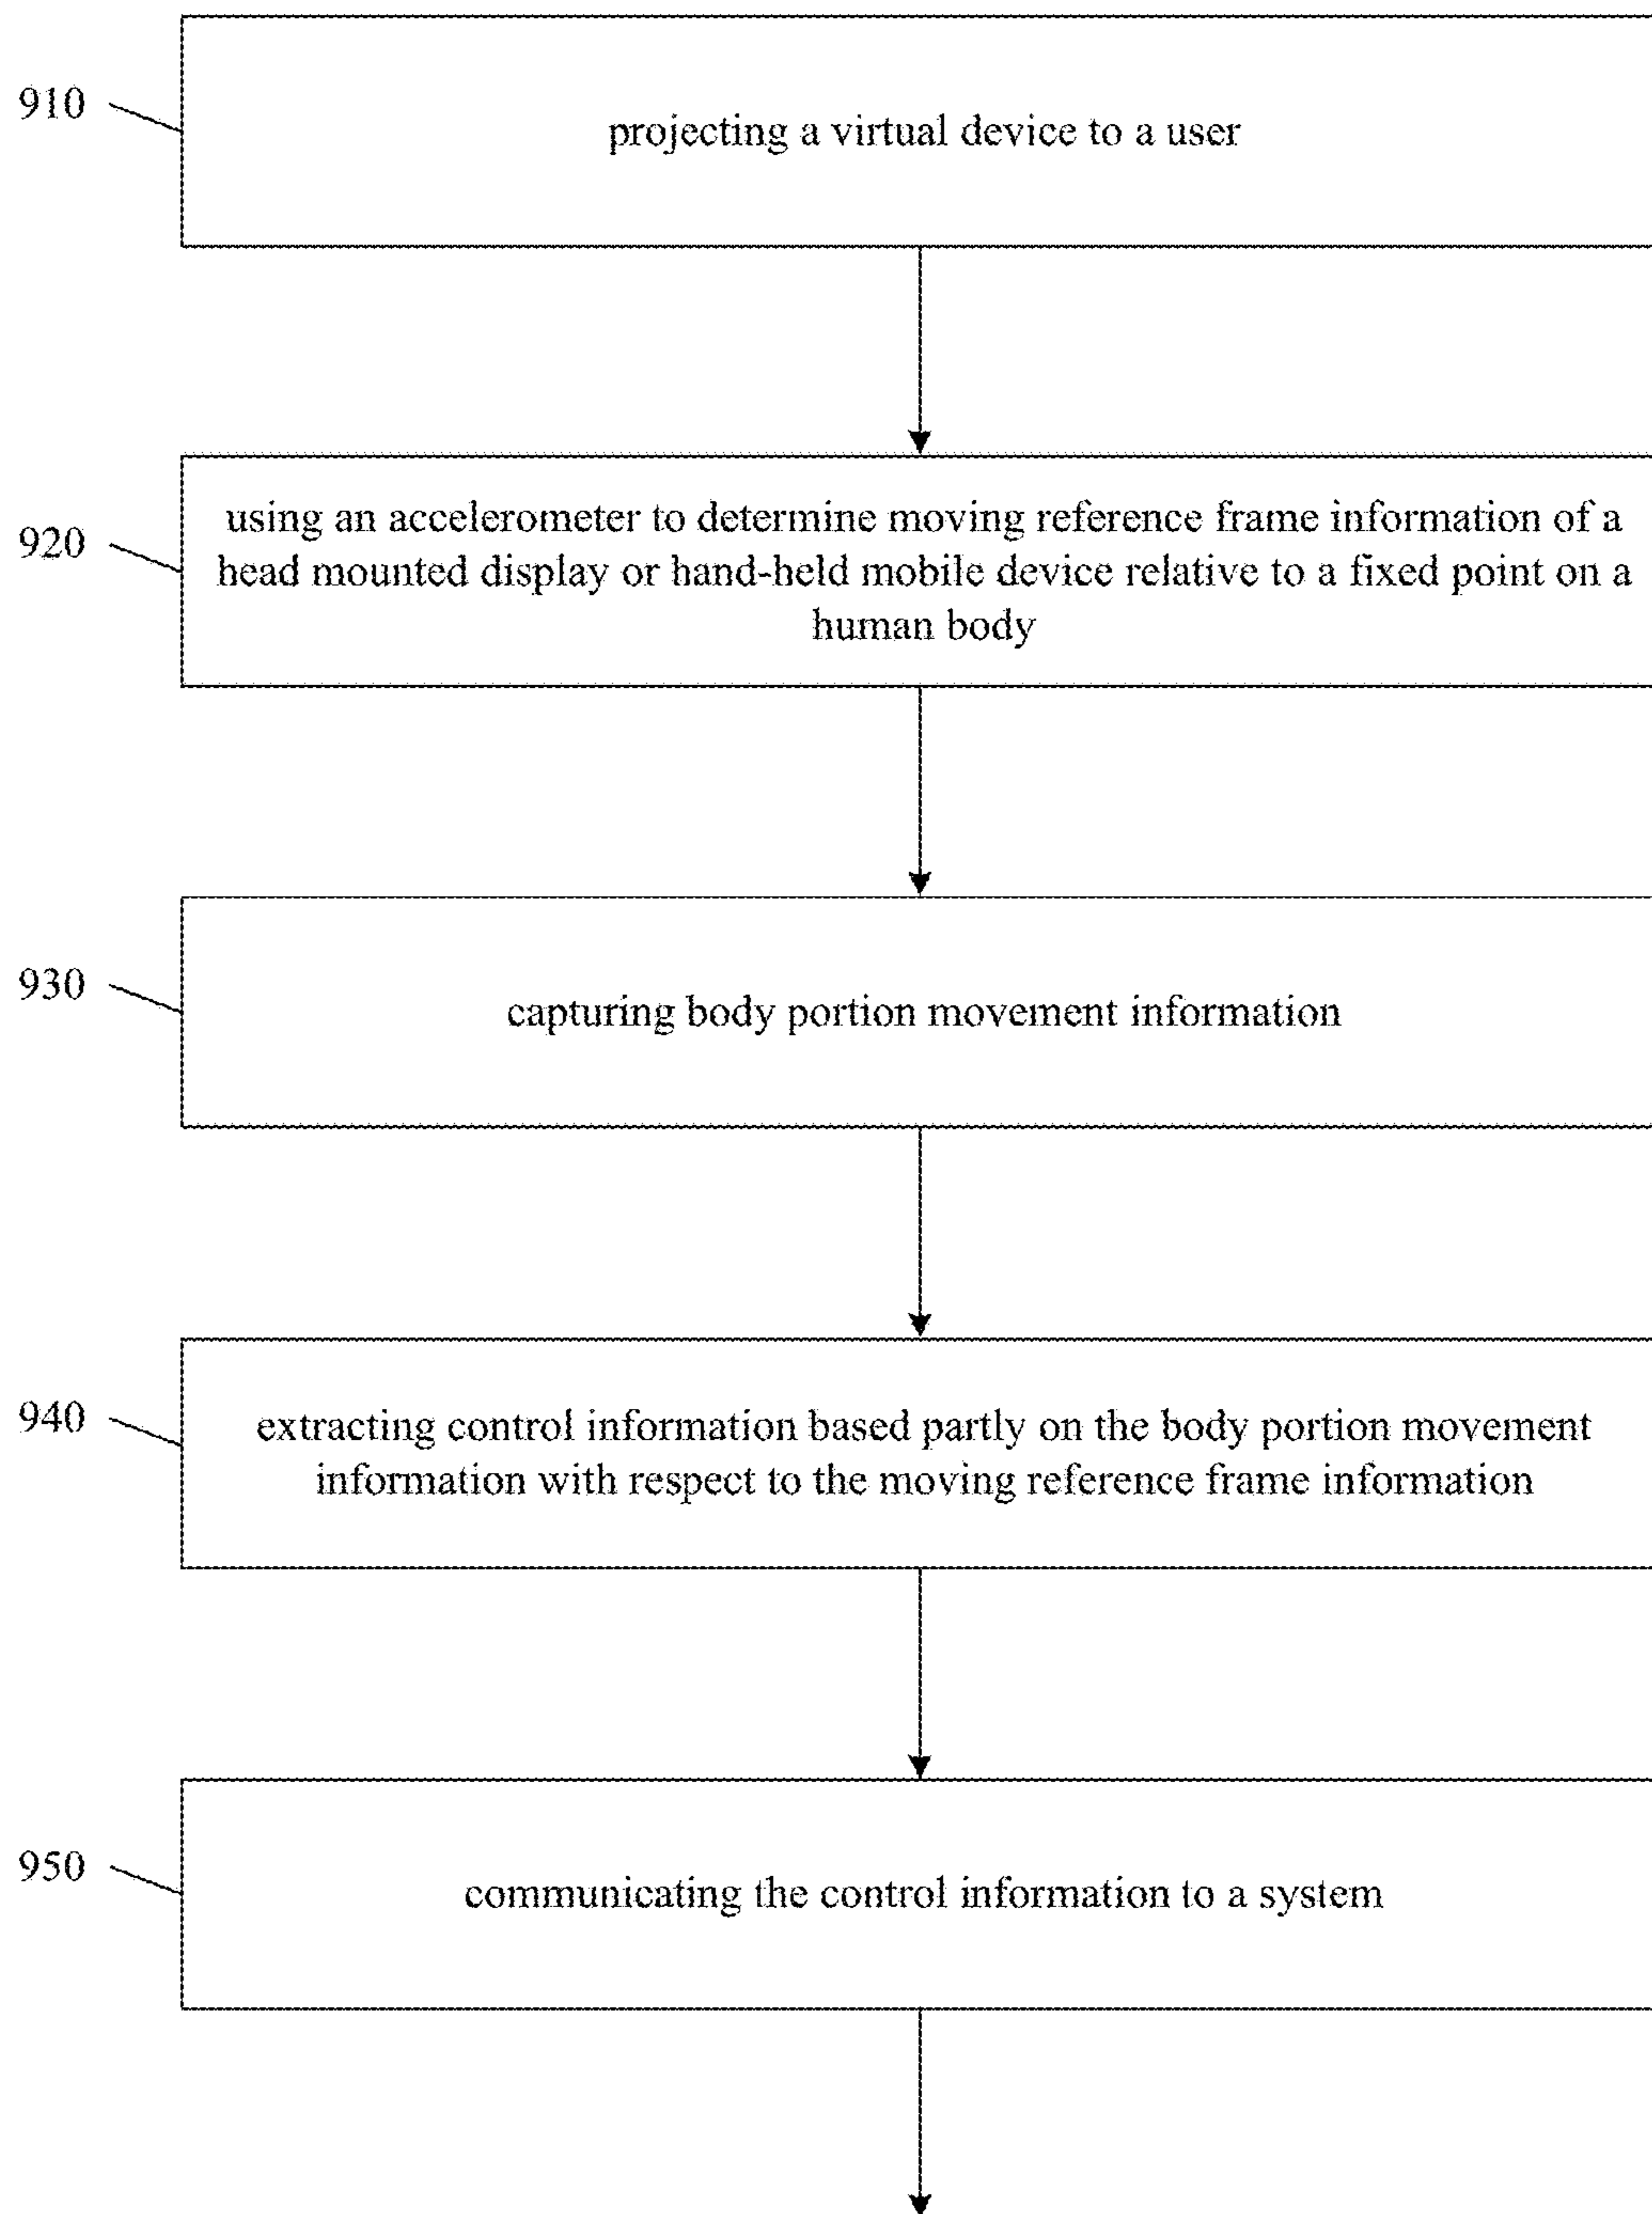 910
projecting a virtual device to a user
920
using an accelerometer to determine moving reference frame information of a
head mounted display or hand-held mobile device relative to a fixed point on a
human body
930
capturing body portion movement information
940
extracting control information based partly on the body portion movement
information with respect to the moving reference frame information
950
communicating the control information to a system